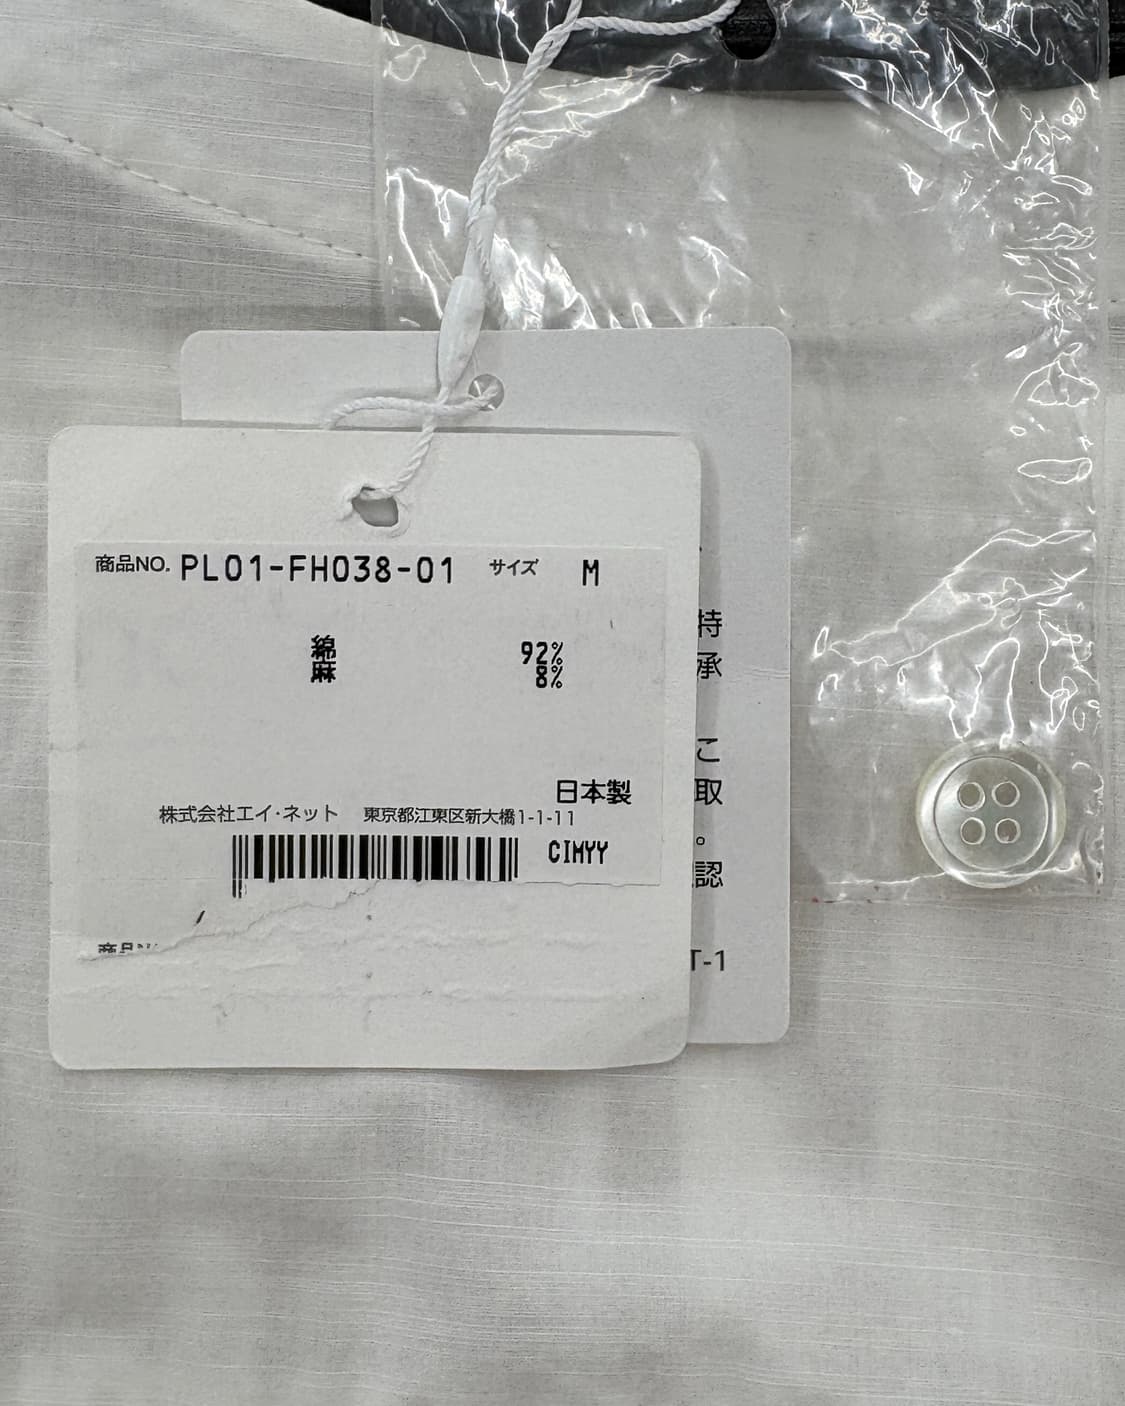 商品NO. PL01-FH038-01 サイズ M
綿 92%
麻 8%
日本製
株式会社エイ・ネット 東京都江東区新大橋1-1-11
CIMYY
商品
持
承
こ
取
。
認
T-1